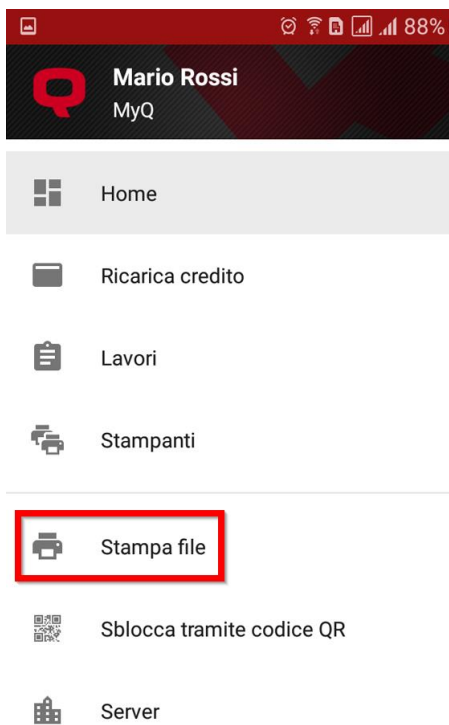 88%
Mario Rossi
MyQ
Home
Ricarica credito
Lavori
Stampanti
Stampa file
Sblocca tramite codice QR
Server